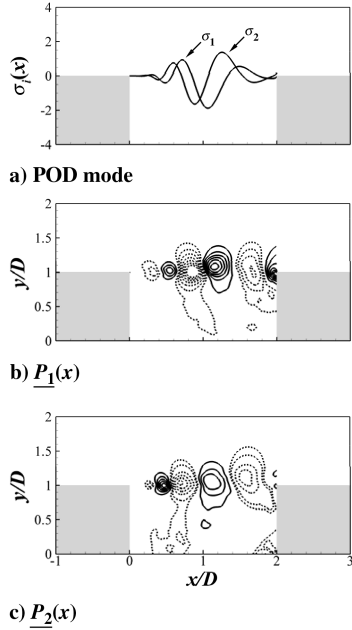 4
2
0
-2
-4
σi(x)
σ1
σ2
a) POD mode
2
1.5
1
0.5
0
y/D
b) P1(x)
2
1.5
1
0.5
0
y/D
-1 0 1 2 3
x/D
c) P2(x)